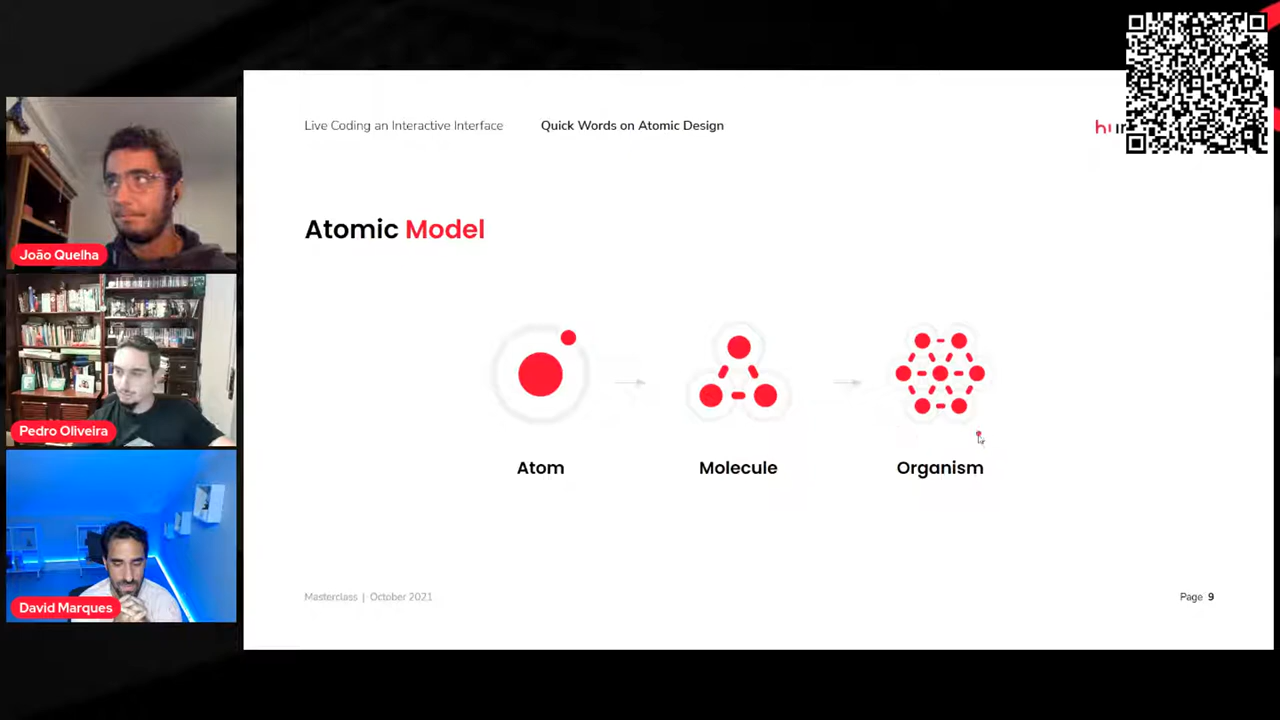 Live Coding an Interactive Interface
Quick Words on Atomic Design
Atomic Model
João Quelha
Pedro Oliveira
David Marques
Atom
Molecule
Organism
Masterclass | October 2021
Page 9